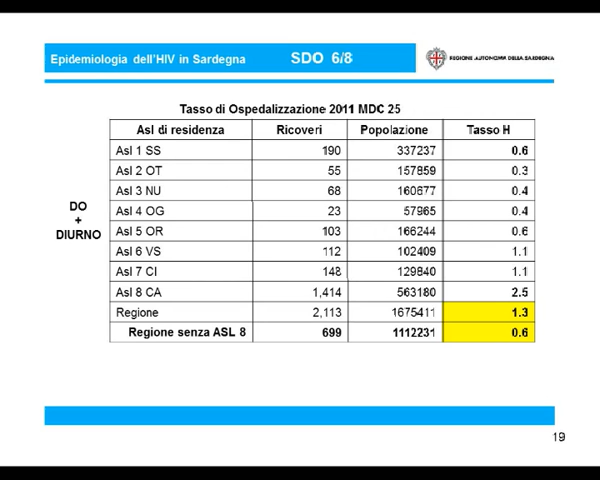 Epidemiologia dell'HIV in Sardegna SDO 6/8
REGIONE AUTONOMA DELLA SARDEGNA
Tasso di Ospedalizzazione 2011 MDC 25
Asl di residenza Ricoveri Popolazione Tasso H
Asl 1 SS 190 337237 0.6
Asl 2 OT 55 157859 0.3
Asl 3 NU 68 160677 0.4
Asl 4 OG 23 57965 0.4
Asl 5 OR 103 166244 0.6
Asl 6 VS 112 102409 1.1
Asl 7 CI 148 129840 1.1
Asl 8 CA 1,414 563180 2.5
Regione 2,113 1675411 1.3
Regione senza ASL 8 699 1112231 0.6
DO
+
DIURNO
19